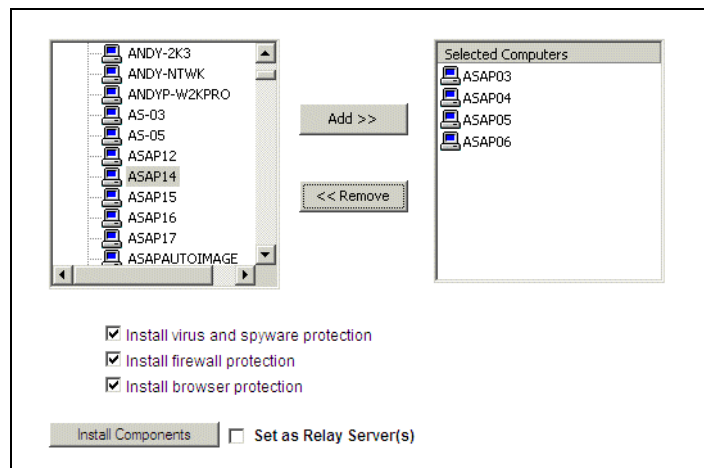 ANDY-2K3
ANDY-NTWK
ANDYP-W2KPRO
AS-03
AS-05
ASAP12
ASAP14
ASAP15
ASAP16
ASAP17
ASAPAUTOIMAGE
Add >>
<< Remove
Selected Computers
ASAP03
ASAP04
ASAP05
ASAP06
Install virus and spyware protection
Install firewall protection
Install browser protection
Install Components
Set as Relay Server(s)